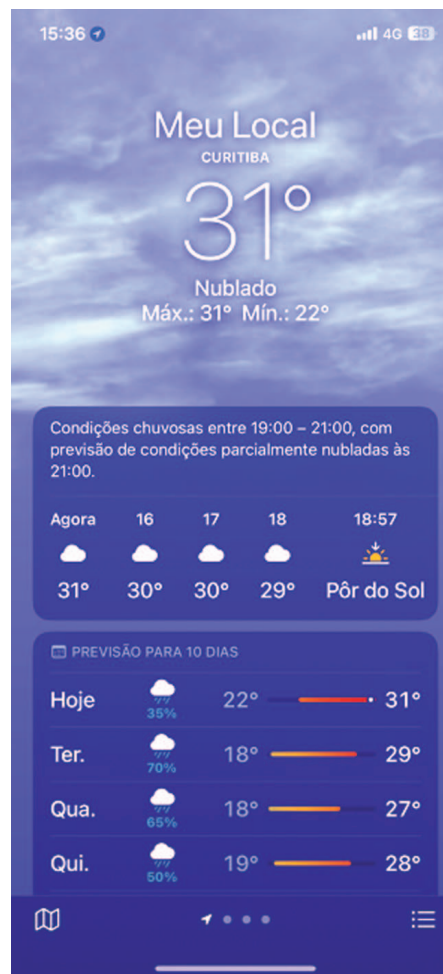 15:36 4G 38
Meu Local
CURITIBA
31°
Nublado
Máx.: 31° Mín.: 22°
Condições chuvosas entre 19:00 – 21:00, com
previsão de condições parcialmente nubladas às
21:00.
Agora 16 17 18 18:57
31° 30° 30° 29° Pôr do Sol
PREVISÃO PARA 10 DIAS
Hoje 35% 22° 31°
Ter. 70% 18° 29°
Qua. 65% 18° 27°
Qui. 50% 19° 28°